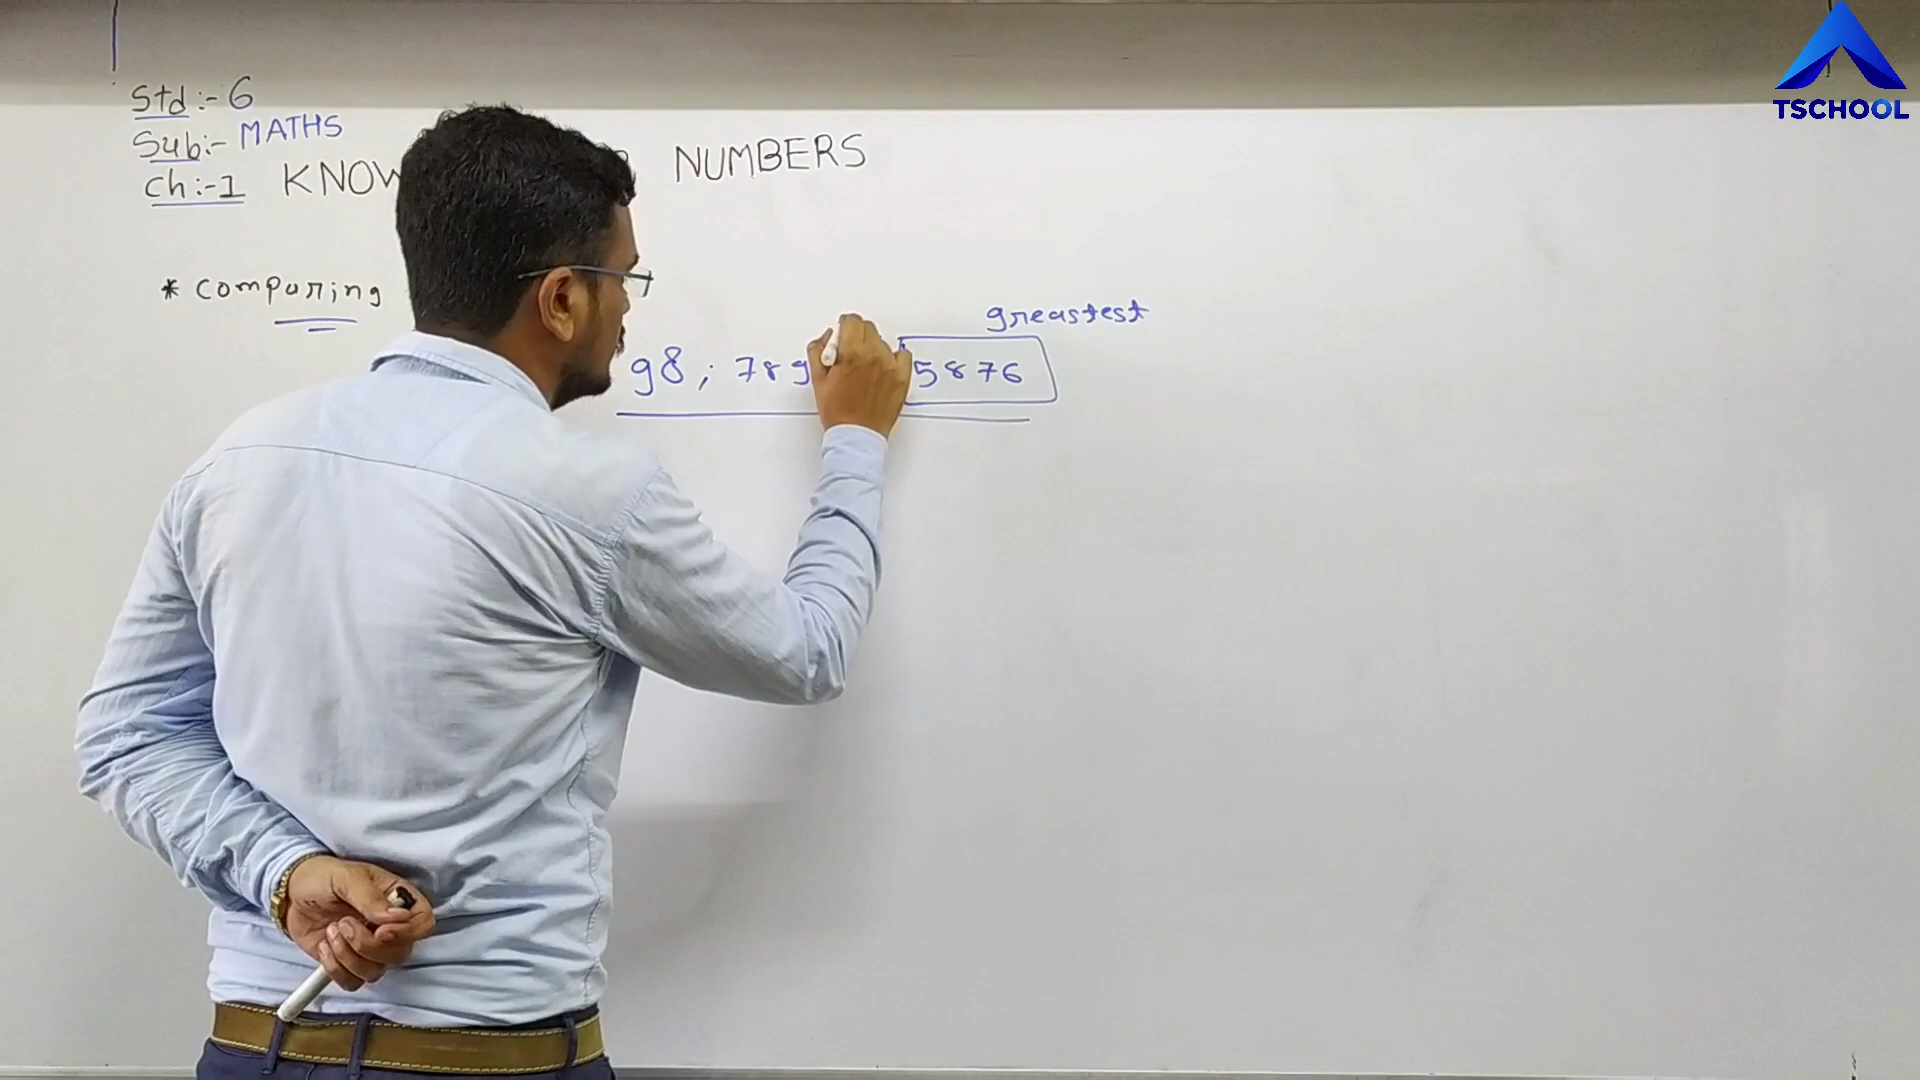 TSCHOOL
Std :- 6
Sub :- MATHS
Ch :- 1 KNOW NUMBERS
* comparing
greastest
98 ; 789 5876